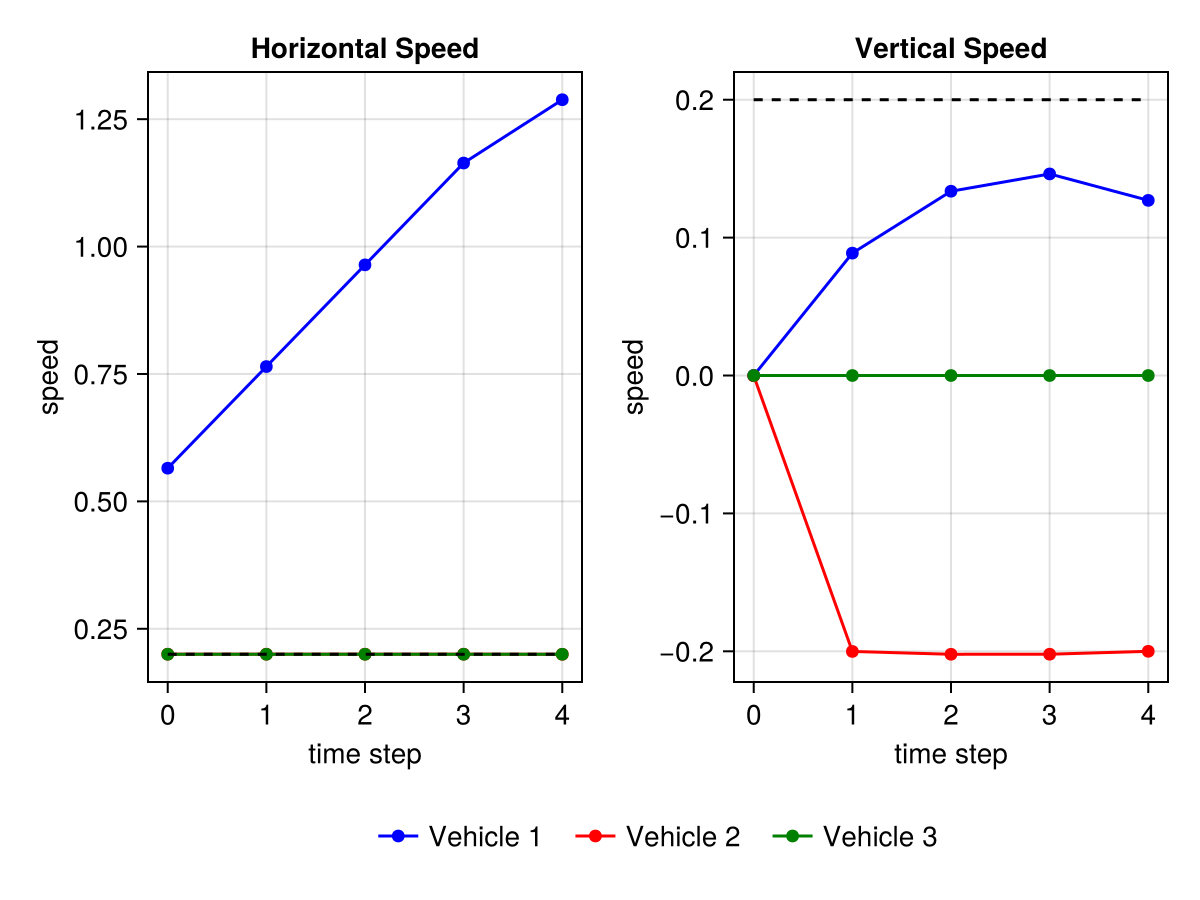 Horizontal Speed
speed
1.25
1.00
0.75
0.50
0.25
0 1 2 3 4
time step
Vertical Speed
speed
0.2
0.1
0.0
−0.1
−0.2
0 1 2 3 4
time step
Vehicle 1 Vehicle 2 Vehicle 3